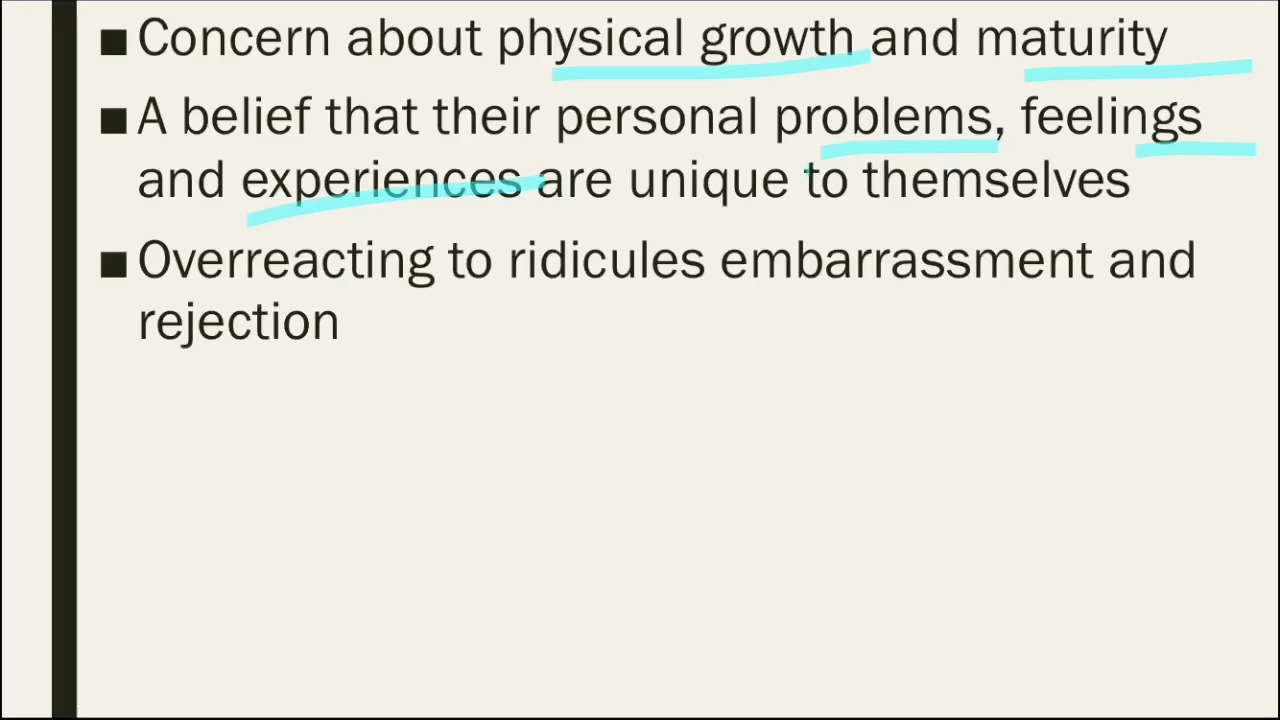 ■ Concern about physical growth and maturity
■ A belief that their personal problems, feelings
and experiences are unique to themselves
■ Overreacting to ridicules embarrassment and
rejection